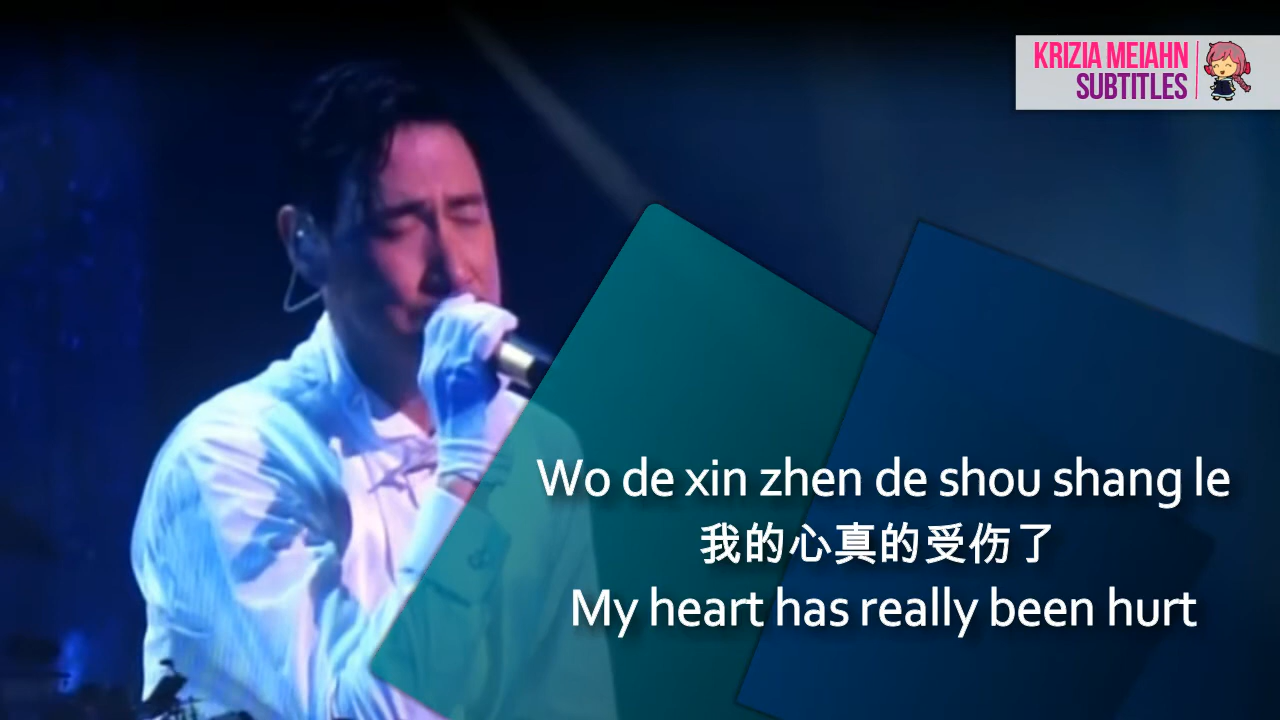 KRIZIA MEIAHN
SUBTITLES
Wo de xin zhen de shou shang le
我的心真的受伤了
My heart has really been hurt